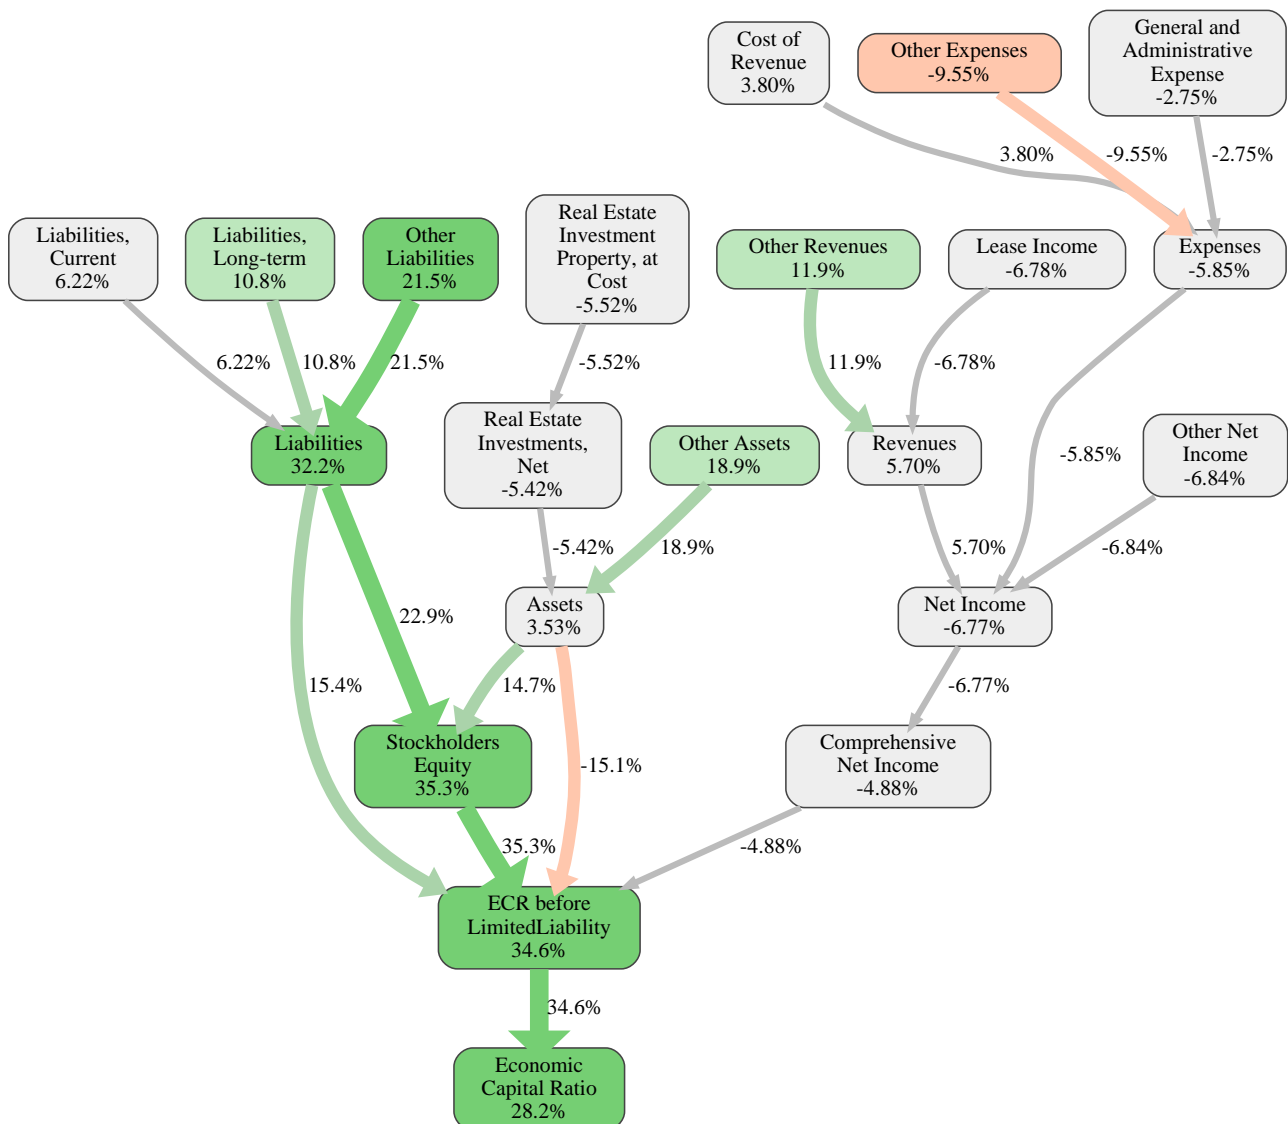 Cost of
Revenue
3.80%
Other Expenses
-9.55%
General and
Administrative
Expense
-2.75%
3.80%
-9.55%
-2.75%
Liabilities,
Current
6.22%
Liabilities,
Long-term
10.8%
Other
Liabilities
21.5%
Real Estate
Investment
Property, at
Cost
-5.52%
Other Revenues
11.9%
Lease Income
-6.78%
Expenses
-5.85%
6.22%
10.8%
21.5%
-5.52%
11.9%
-6.78%
-5.85%
Liabilities
32.2%
Real Estate
Investments,
Net
-5.42%
Other Assets
18.9%
Revenues
5.70%
Other Net
Income
-6.84%
22.9%
-5.42%
18.9%
5.70%
-6.84%
Assets
3.53%
Net Income
-6.77%
15.4%
14.7%
-15.1%
-6.77%
Stockholders
Equity
35.3%
Comprehensive
Net Income
-4.88%
35.3%
-4.88%
ECR before
LimitedLiability
34.6%
34.6%
Economic
Capital Ratio
28.2%